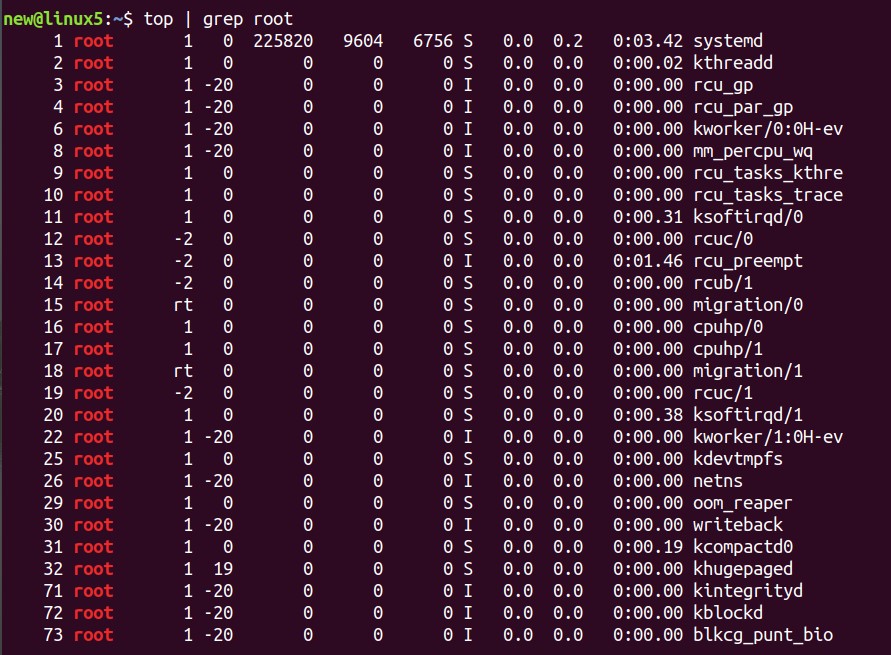 new@linux5:~$ top | grep root
1 root 1 0 225820 9604 6756 S 0.0 0.2 0:03.42 systemd
2 root 1 0 0 0 0 S 0.0 0.0 0:00.02 kthreadd
3 root 1 -20 0 0 0 I 0.0 0.0 0:00.00 rcu_gp
4 root 1 -20 0 0 0 I 0.0 0.0 0:00.00 rcu_par_gp
6 root 1 -20 0 0 0 I 0.0 0.0 0:00.00 kworker/0:0H-ev
8 root 1 -20 0 0 0 I 0.0 0.0 0:00.00 mm_percpu_wq
9 root 1 0 0 0 0 S 0.0 0.0 0:00.00 rcu_tasks_kthre
10 root 1 0 0 0 0 S 0.0 0.0 0:00.00 rcu_tasks_trace
11 root 1 0 0 0 0 S 0.0 0.0 0:00.31 ksoftirqd/0
12 root -2 0 0 0 0 S 0.0 0.0 0:00.00 rcuc/0
13 root -2 0 0 0 0 I 0.0 0.0 0:01.46 rcu_preempt
14 root -2 0 0 0 0 S 0.0 0.0 0:00.00 rcub/1
15 root rt 0 0 0 0 S 0.0 0.0 0:00.00 migration/0
16 root 1 0 0 0 0 S 0.0 0.0 0:00.00 cpuhp/0
17 root 1 0 0 0 0 S 0.0 0.0 0:00.00 cpuhp/1
18 root rt 0 0 0 0 S 0.0 0.0 0:00.00 migration/1
19 root -2 0 0 0 0 S 0.0 0.0 0:00.00 rcuc/1
20 root 1 0 0 0 0 S 0.0 0.0 0:00.38 ksoftirqd/1
22 root 1 -20 0 0 0 I 0.0 0.0 0:00.00 kworker/1:0H-ev
25 root 1 0 0 0 0 S 0.0 0.0 0:00.00 kdevtmpfs
26 root 1 -20 0 0 0 I 0.0 0.0 0:00.00 netns
29 root 1 0 0 0 0 S 0.0 0.0 0:00.00 oom_reaper
30 root 1 -20 0 0 0 I 0.0 0.0 0:00.00 writeback
31 root 1 0 0 0 0 S 0.0 0.0 0:00.19 kcompactd0
32 root 1 19 0 0 0 S 0.0 0.0 0:00.00 khugepaged
71 root 1 -20 0 0 0 I 0.0 0.0 0:00.00 kintegrityd
72 root 1 -20 0 0 0 I 0.0 0.0 0:00.00 kblockd
73 root 1 -20 0 0 0 I 0.0 0.0 0:00.00 blkcg_punt_bio